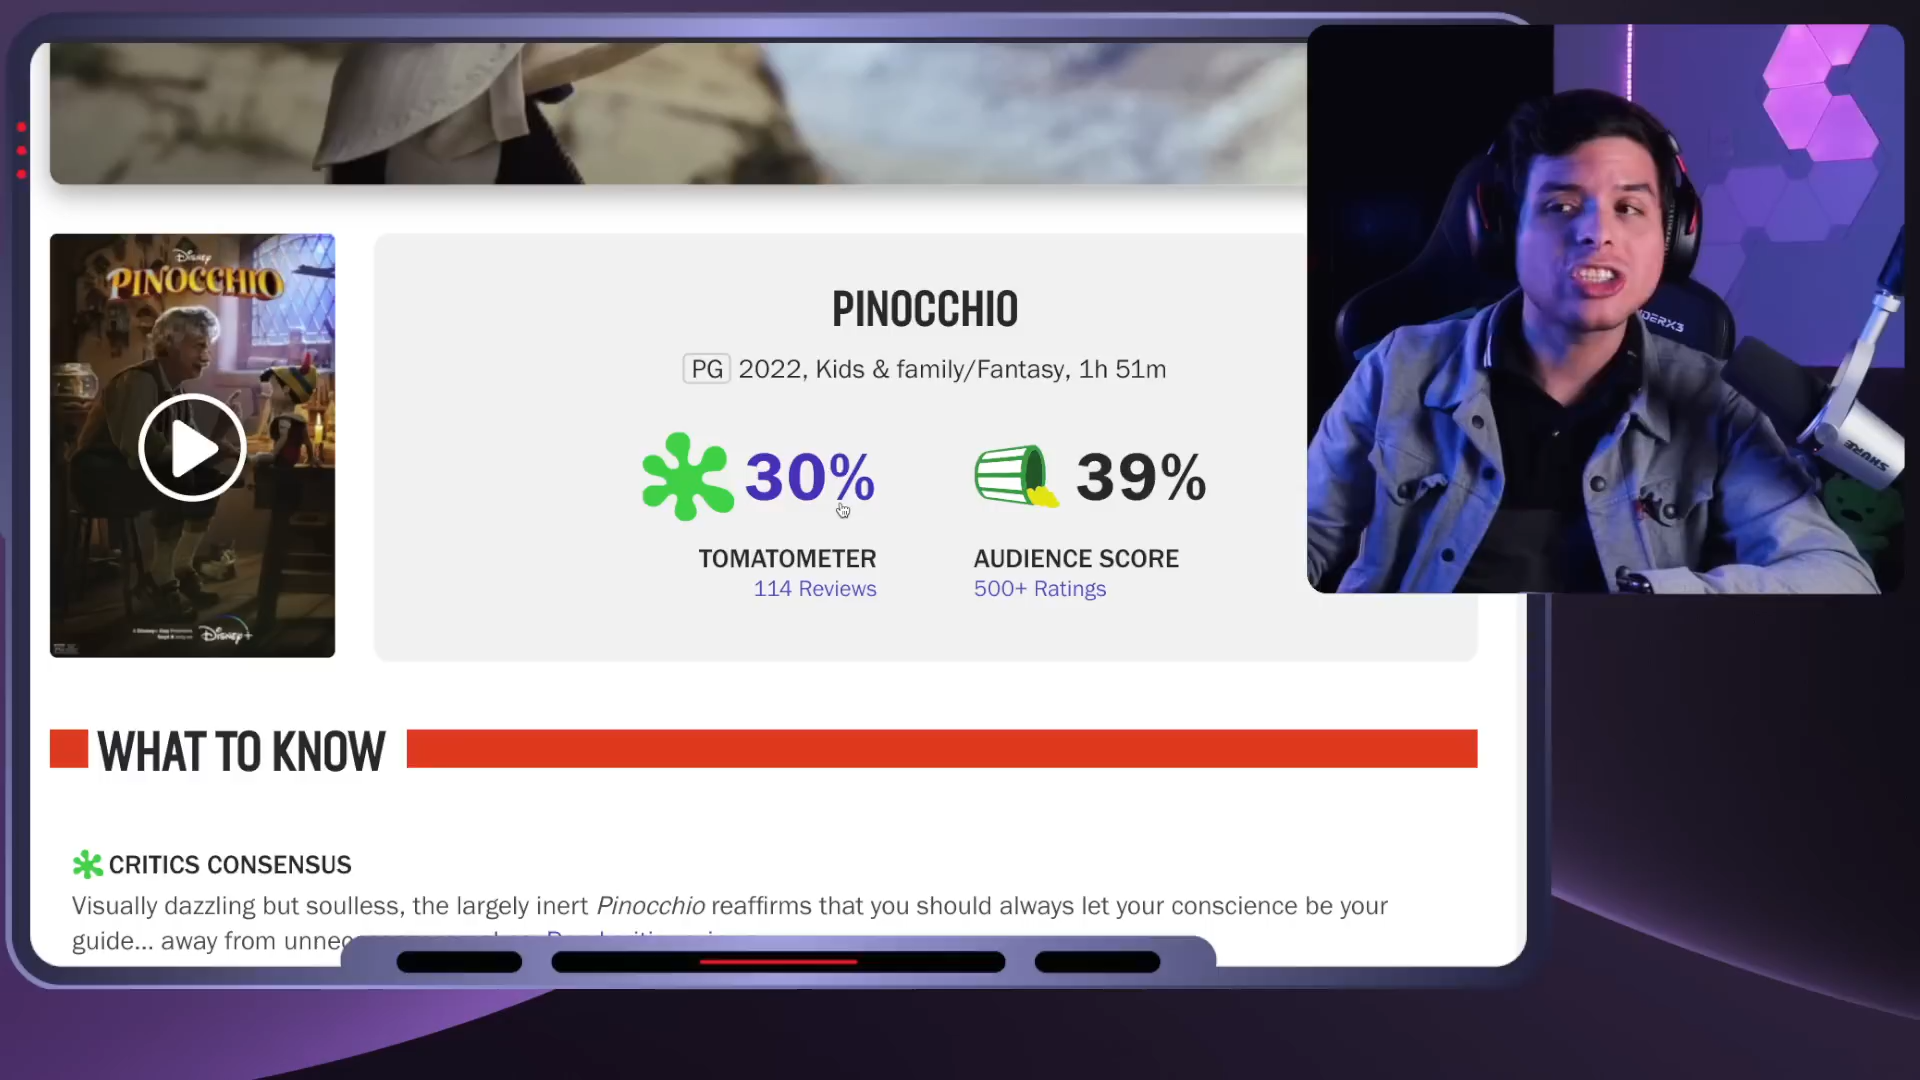 Disney
PINOCCHIO
Disney+
PINOCCHIO
PG 2022, Kids & family/Fantasy, 1h 51m
30%
39%
TOMATOMETER
AUDIENCE SCORE
114 Reviews
500+ Ratings
DERX3
SHURE
WHAT TO KNOW
CRITICS CONSENSUS
Visually dazzling but soulless, the largely inert Pinocchio reaffirms that you should always let your conscience be your
guide... away from